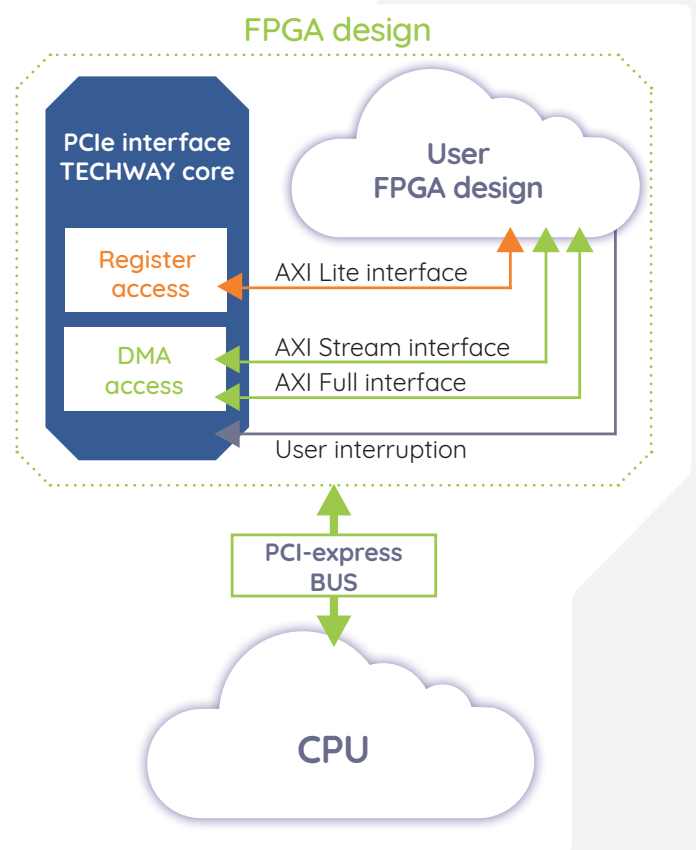 FPGA design
PCIe interface
TECHWAY core
User
FPGA design
Register
access
AXI Lite interface
DMA
access
AXI Stream interface
AXI Full interface
User interruption
PCI-express
BUS
CPU